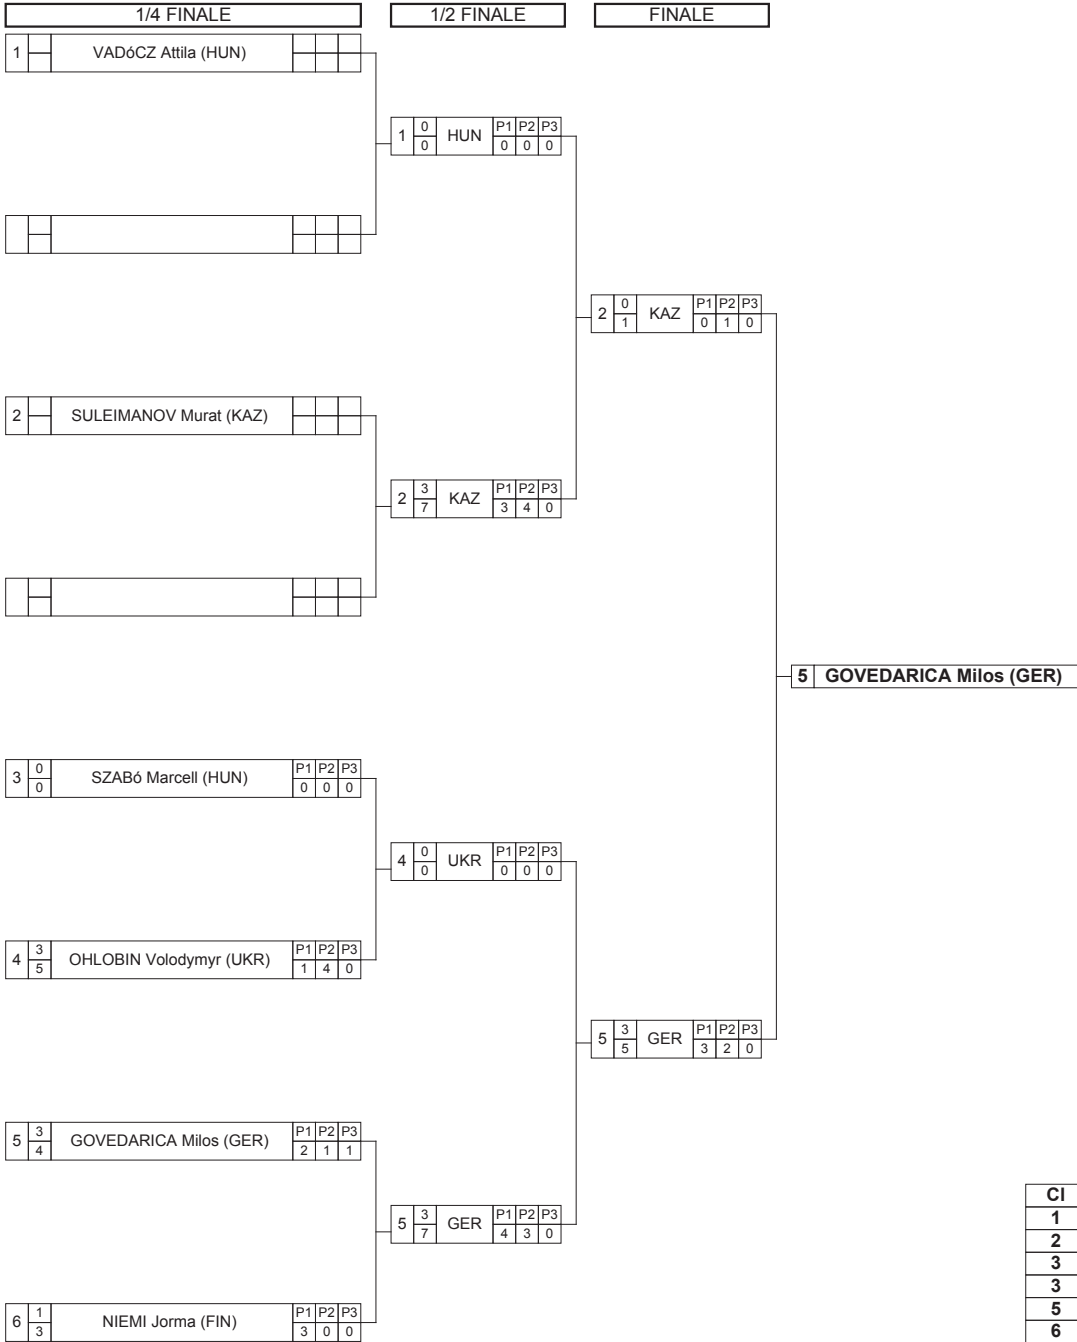 1/4 FINALE
1/2 FINALE
FINALE
1 VADóCZ Attila (HUN)
1 0 HUN P1 P2 P3
0 0 0 0
2 0 KAZ P1 P2 P3
1 0 1 0
2 SULEIMANOV Murat (KAZ)
2 3 KAZ P1 P2 P3
7 3 4 0
5 GOVEDARICA Milos (GER)
3 0 SZABó Marcell (HUN) P1 P2 P3
0 0 0 0
4 0 UKR P1 P2 P3
0 0 0 0
4 3 OHLOBIN Volodymyr (UKR) P1 P2 P3
5 1 4 0
5 3 GER P1 P2 P3
5 3 2 0
5 3 GOVEDARICA Milos (GER) P1 P2 P3
4 2 1 1
5 3 GER P1 P2 P3
7 4 3 0
6 1 NIEMI Jorma (FIN) P1 P2 P3
3 3 0 0
Cl
1
2
3
3
5
6